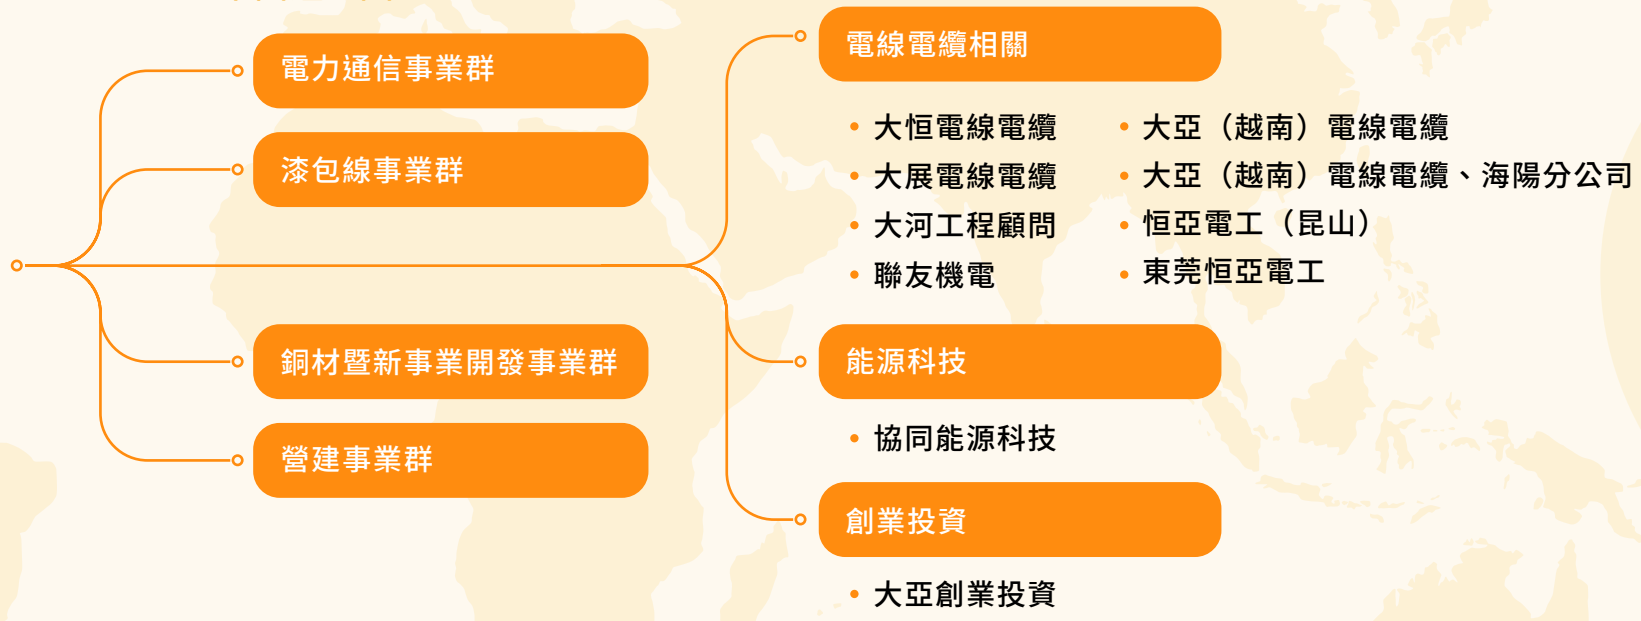 電力通信事業群
漆包線事業群
銅材暨新事業開發事業群
營建事業群
電線電纜相關
• 大恒電線電纜
• 大展電線電纜
• 大河工程顧問
• 聯友機電
• 大亞（越南）電線電纜
• 大亞（越南）電線電纜、海陽分公司
• 恒亞電工（昆山）
• 東莞恒亞電工
能源科技
• 協同能源科技
創業投資
• 大亞創業投資